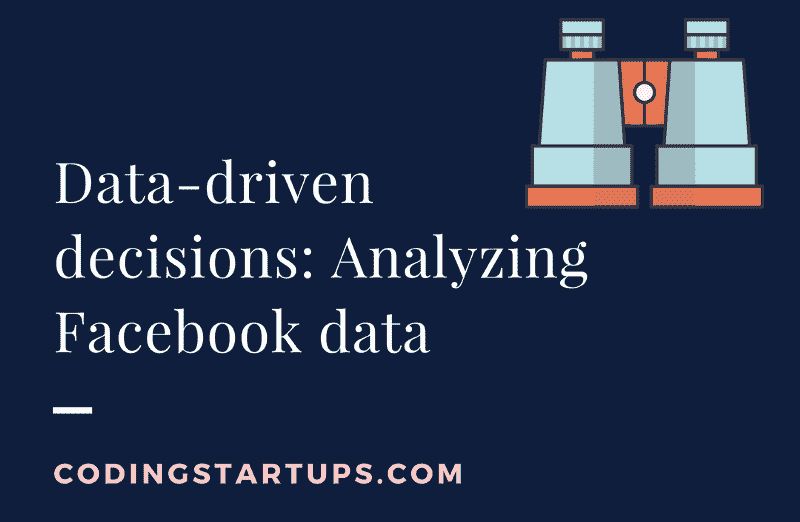 Data-driven
decisions: Analyzing
Facebook data
CODINGSTARTUPS.COM